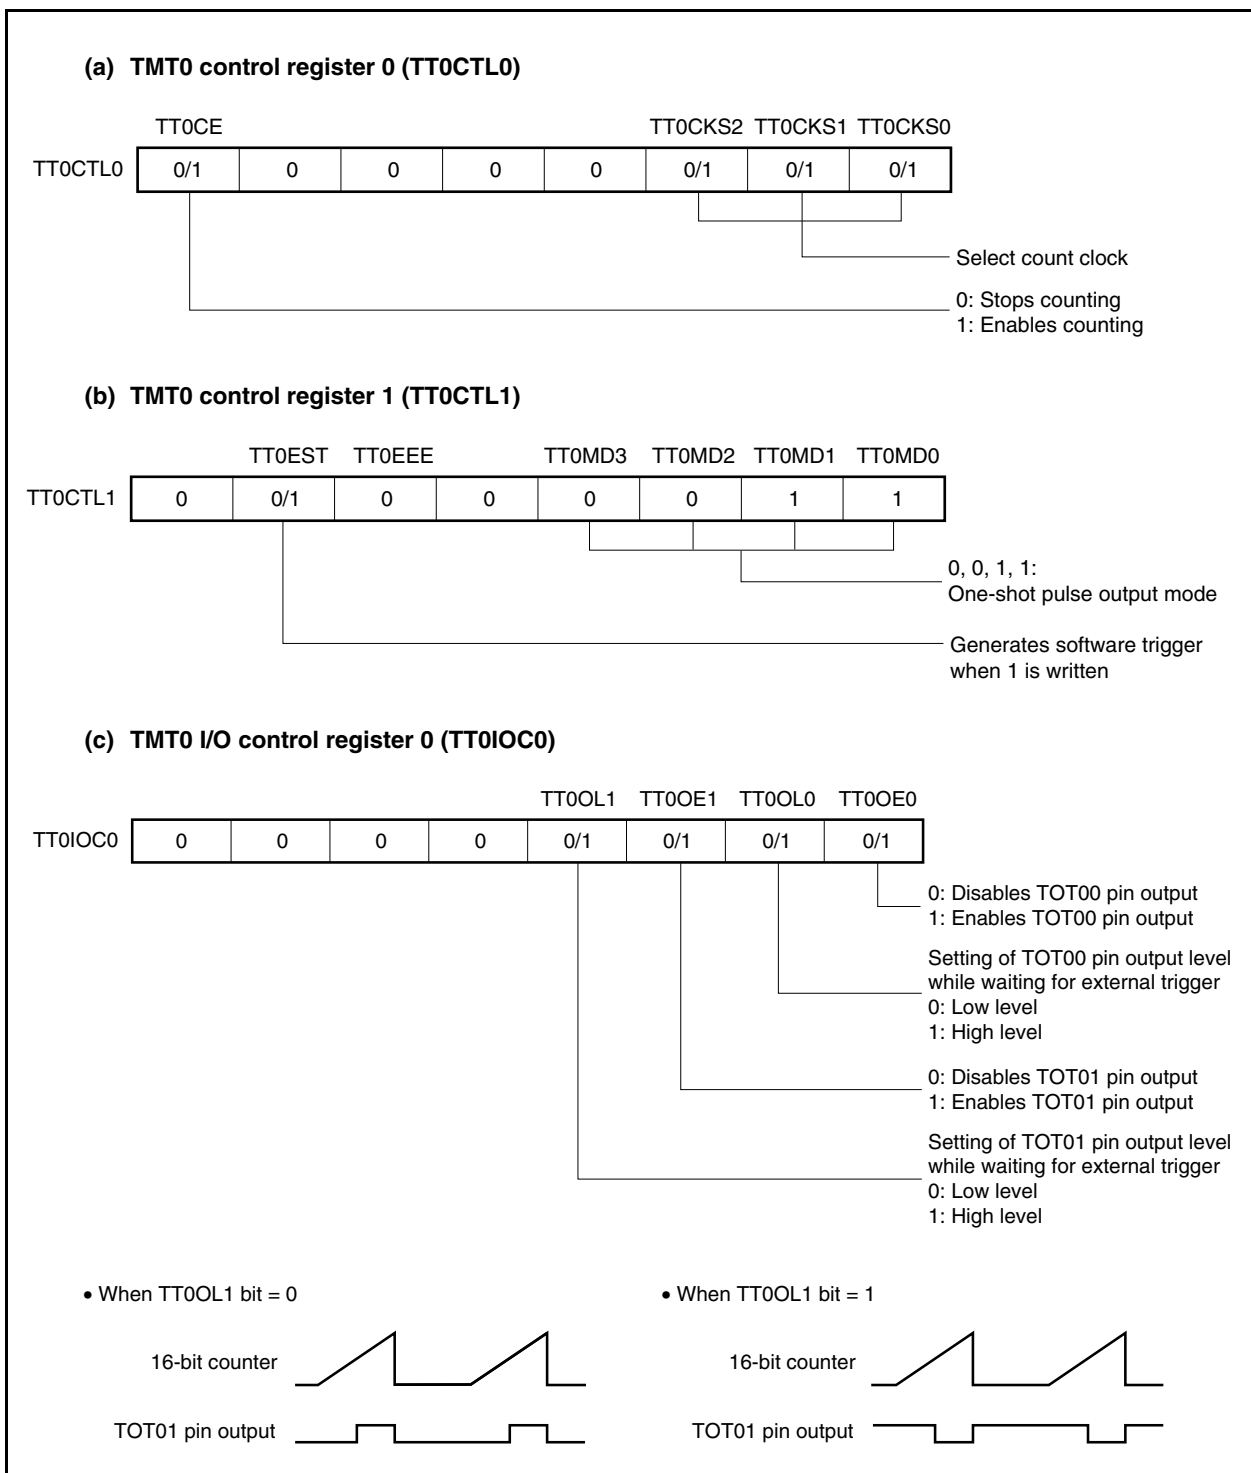 (a) TMT0 control register 0 (TT0CTL0)
TT0CE TT0CKS2 TT0CKS1 TT0CKS0
TT0CTL0 0/1 0 0 0 0 0/1 0/1 0/1
Select count clock
0: Stops counting
1: Enables counting
(b) TMT0 control register 1 (TT0CTL1)
TT0EST TT0EEE TT0MD3 TT0MD2 TT0MD1 TT0MD0
TT0CTL1 0 0/1 0 0 0 0 1 1
0, 0, 1, 1:
One-shot pulse output mode
Generates software trigger
when 1 is written
(c) TMT0 I/O control register 0 (TT0IOC0)
TT0OL1 TT0OE1 TT0OL0 TT0OE0
TT0IOC0 0 0 0 0 0/1 0/1 0/1 0/1
0: Disables TOT00 pin output
1: Enables TOT00 pin output
Setting of TOT00 pin output level
while waiting for external trigger
0: Low level
1: High level
0: Disables TOT01 pin output
1: Enables TOT01 pin output
Setting of TOT01 pin output level
while waiting for external trigger
0: Low level
1: High level
• When TT0OL1 bit = 0
16-bit counter
TOT01 pin output
• When TT0OL1 bit = 1
16-bit counter
TOT01 pin output